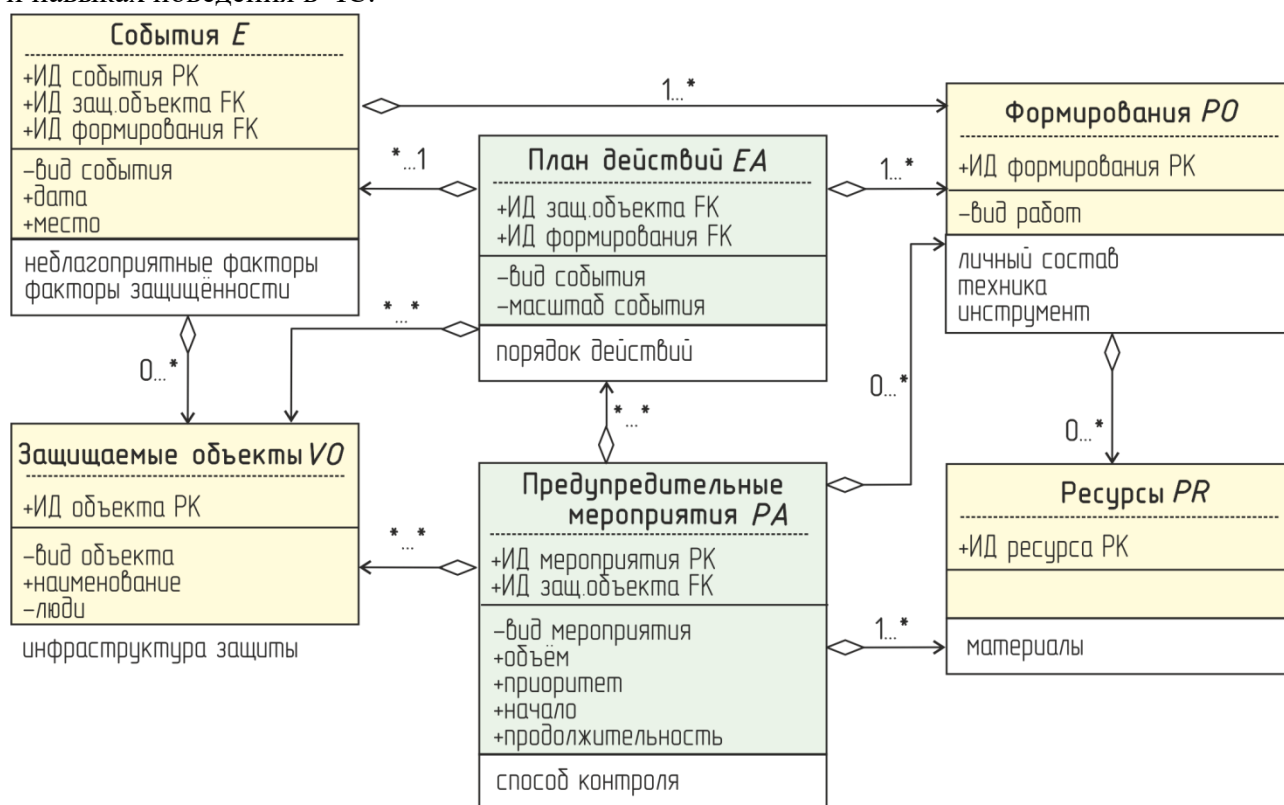 и навыках поведения в ЧС.
События E
+ИД события PK
+ИД защ.объекта FK
+ИД формирования FK
–вид события
+дата
+место
неблагоприятные факторы
факторы защищённости
1...*
*...1
План действий EA
+ИД защ.объекта FK
+ИД формирования FK
–вид события
–масштаб события
порядок действий
1...*
Формирования PO
+ИД формирования PK
–вид работ
личный состав
техника
инструмент
0...*
*...*
*...*
0...*
0...*
Защищаемые объекты VO
+ИД объекта PK
–вид объекта
+наименование
–люди
инфраструктура защиты
*...*
Предупредительные
мероприятия PA
+ИД мероприятия PK
+ИД защ.объекта FK
–вид мероприятия
+объём
+приоритет
+начало
+продолжительность
способ контроля
1...*
Ресурсы PR
+ИД ресурса PK
материалы